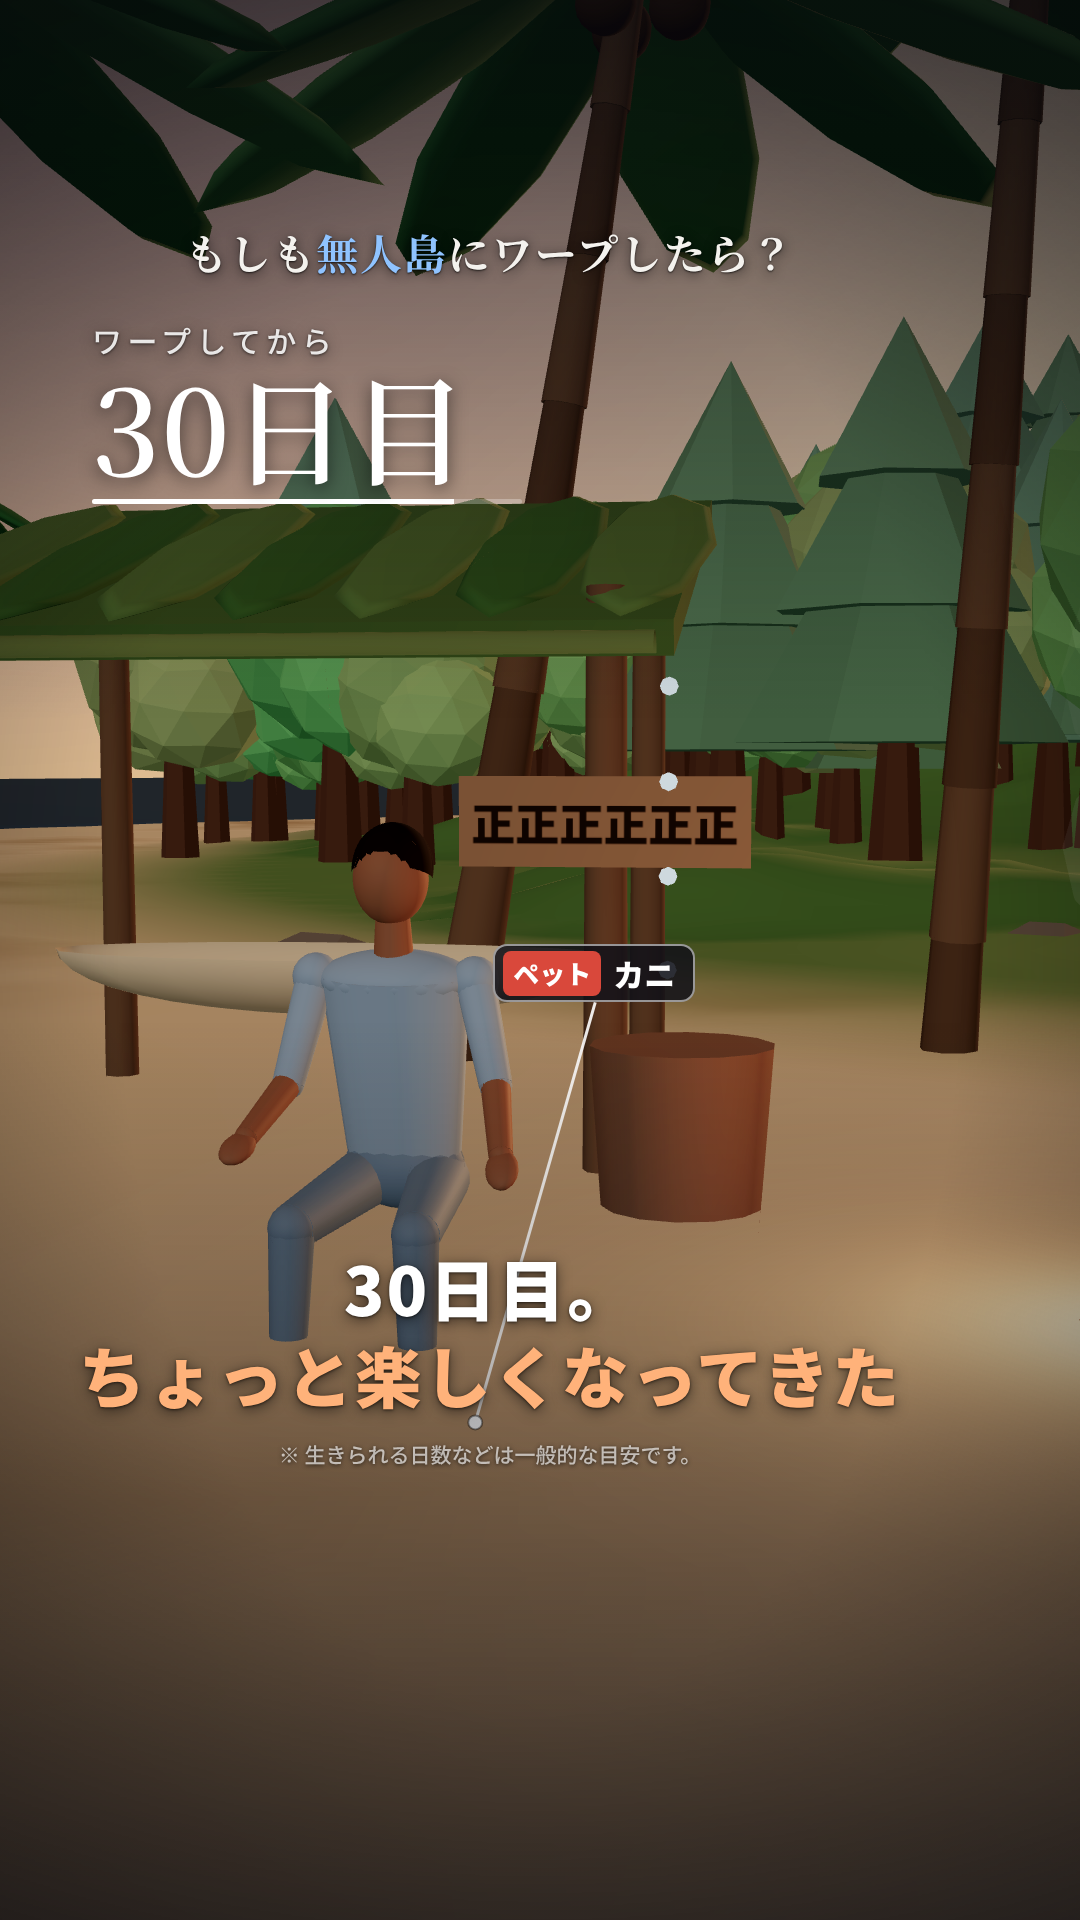 もしも無人島にワープしたら？
ワープしてから
30日目
正正正正正正
ペット カニ
30日目。
ちょっと楽しくなってきた
※ 生きられる日数などは一般的な目安です。